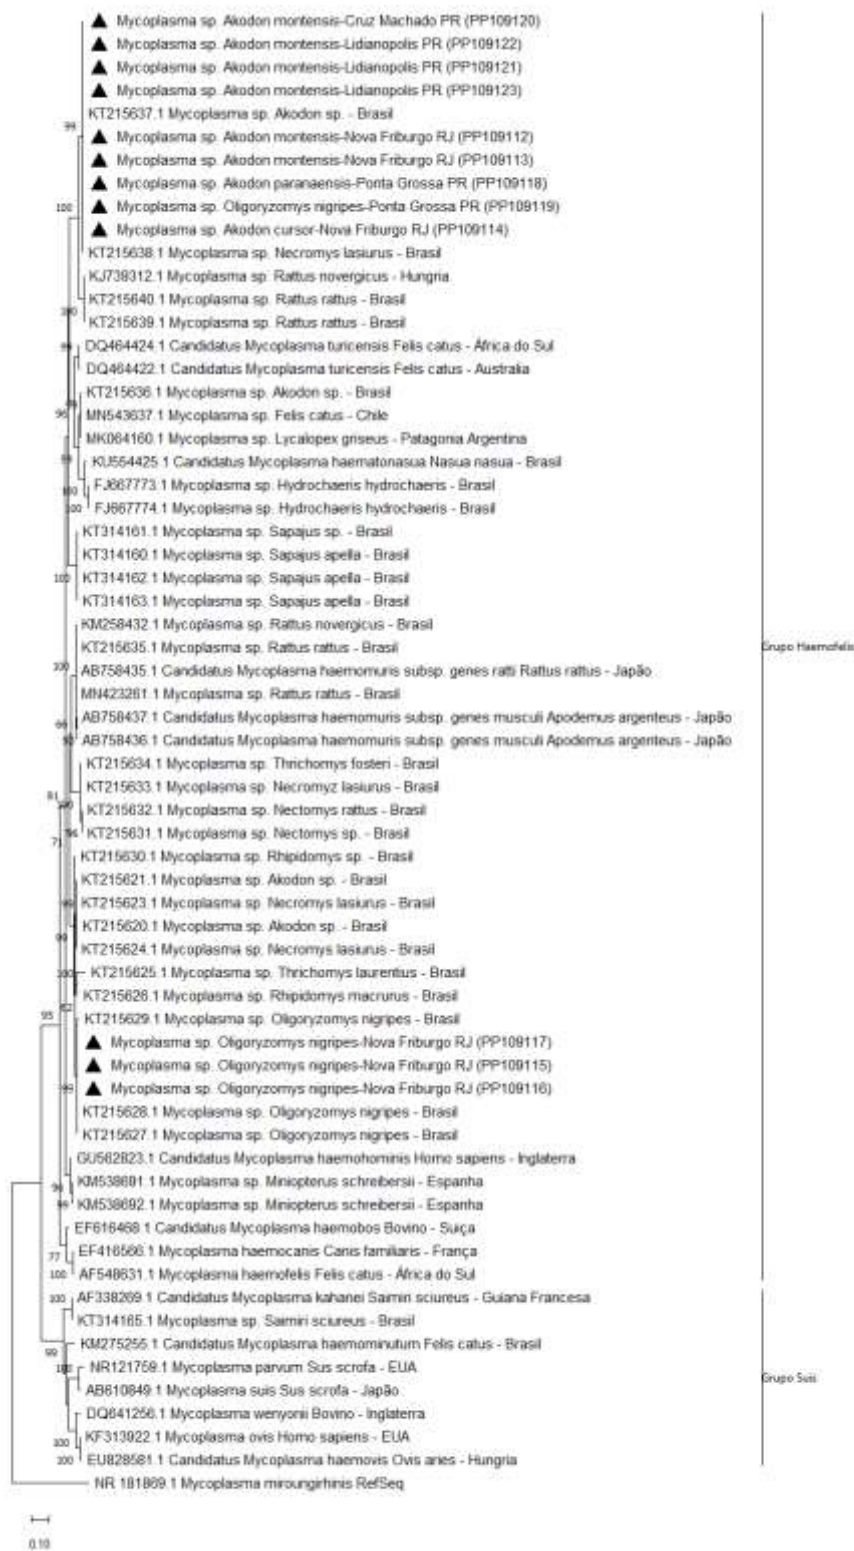 ▲ Mycoplasma sp. Akodon montensis-Cruz Machado PR (PP109120)
▲ Mycoplasma sp. Akodon montensis-Lidianopolis PR (PP109122)
▲ Mycoplasma sp. Akodon montensis-Lidianopolis PR (PP109121)
▲ Mycoplasma sp. Akodon montensis-Lidianopolis PR (PP109123)
KT215637.1 Mycoplasma sp. Akodon sp. - Brasil
99
▲ Mycoplasma sp. Akodon montensis-Nova Friburgo RJ (PP109112)
▲ Mycoplasma sp. Akodon montensis-Nova Friburgo RJ (PP109113)
▲ Mycoplasma sp. Akodon paranaensis-Ponta Grossa PR (PP109118)
100
▲ Mycoplasma sp. Oligoryzomys nigripes-Ponta Grossa PR (PP109119)
▲ Mycoplasma sp. Akodon cursor-Nova Friburgo RJ (PP109114)
KT215638.1 Mycoplasma sp. Necromys lasiurus - Brasil
KJ739312.1 Mycoplasma sp. Rattus novergicus - Hungria
KT215640.1 Mycoplasma sp. Rattus rattus - Brasil
100
KT215639.1 Mycoplasma sp. Rattus rattus - Brasil
DQ464424.1 Candidatus Mycoplasma turicensis Felis catus - África do Sul
DQ464422.1 Candidatus Mycoplasma turicensis Felis catus - Australia
KT215636.1 Mycoplasma sp. Akodon sp. - Brasil
96
MN543637.1 Mycoplasma sp. Felis catus - Chile
MK064160.1 Mycoplasma sp. Lycalopex griseus - Patagonia Argentina
KU554425.1 Candidatus Mycoplasma haematonasua Nasua nasua - Brasil
100
FJ667773.1 Mycoplasma sp. Hydrochaeris hydrochaeris - Brasil
100
FJ667774.1 Mycoplasma sp. Hydrochaeris hydrochaeris - Brasil
KT314161.1 Mycoplasma sp. Sapajus sp. - Brasil
KT314160.1 Mycoplasma sp. Sapajus apella - Brasil
100
KT314162.1 Mycoplasma sp. Sapajus apella - Brasil
KT314163.1 Mycoplasma sp. Sapajus apella - Brasil
KM258432.1 Mycoplasma sp. Rattus novergicus - Brasil
KT215635.1 Mycoplasma sp. Rattus rattus - Brasil
Grupo Haemofelis
100
AB758435.1 Candidatus Mycoplasma haemomuris subsp. genes ratti Rattus rattus - Japão
MN423261.1 Mycoplasma sp. Rattus rattus - Brasil
AB758437.1 Candidatus Mycoplasma haemomuris subsp. genes musculi Apodemus argenteus - Japão
AB758436.1 Candidatus Mycoplasma haemomuris subsp. genes musculi Apodemus argenteus - Japão
KT215634.1 Mycoplasma sp. Thrichomys fosteri - Brasil
KT215633.1 Mycoplasma sp. Necromyz lasiurus - Brasil
KT215632.1 Mycoplasma sp. Nectomys rattus - Brasil
KT215631.1 Mycoplasma sp. Nectomys sp. - Brasil
KT215630.1 Mycoplasma sp. Rhipidomys sp. - Brasil
KT215621.1 Mycoplasma sp. Akodon sp. - Brasil
KT215623.1 Mycoplasma sp. Necromys lasiurus - Brasil
KT215620.1 Mycoplasma sp. Akodon sp. - Brasil
KT215624.1 Mycoplasma sp. Necromys lasiurus - Brasil
100
KT215625.1 Mycoplasma sp. Thrichomys laurentius - Brasil
KT215626.1 Mycoplasma sp. Rhipidomys macrurus - Brasil
95
KT215629.1 Mycoplasma sp. Oligoryzomys nigripes - Brasil
▲ Mycoplasma sp. Oligoryzomys nigripes-Nova Friburgo RJ (PP109117)
▲ Mycoplasma sp. Oligoryzomys nigripes-Nova Friburgo RJ (PP109115)
99
▲ Mycoplasma sp. Oligoryzomys nigripes-Nova Friburgo RJ (PP109116)
KT215628.1 Mycoplasma sp. Oligoryzomys nigripes - Brasil
KT215627.1 Mycoplasma sp. Oligoryzomys nigripes - Brasil
GU562823.1 Candidatus Mycoplasma haemohominis Homo sapiens - Inglaterra
KM538691.1 Mycoplasma sp. Miniopterus schreibersii - Espanha
KM538692.1 Mycoplasma sp. Miniopterus schreibersii - Espanha
EF616468.1 Candidatus Mycoplasma haemobos Bovino - Suiça
77
EF416566.1 Mycoplasma haemocanis Canis familiaris - França
100
AF548631.1 Mycoplasma haemofelis Felis catus - África do Sul
100
AF338269.1 Candidatus Mycoplasma kahanei Saimiri sciureus - Guiana Francesa
KT314165.1 Mycoplasma sp. Saimiri sciureus - Brasil
99
KM275255.1 Candidatus Mycoplasma haemominutum Felis catus - Brasil
100
NR121759.1 Mycoplasma parvum Sus scrofa - EUA
Grupo Suis
AB610849.1 Mycoplasma suis Sus scrofa - Japão
DQ641256.1 Mycoplasma wenyonii Bovino - Inglaterra
100
KF313922.1 Mycoplasma ovis Homo sapiens - EUA
100
EU828581.1 Candidatus Mycoplasma haemovis Ovis aries - Hungria
NR 181869.1 Mycoplasma miroungirhinis RefSeq
0.10